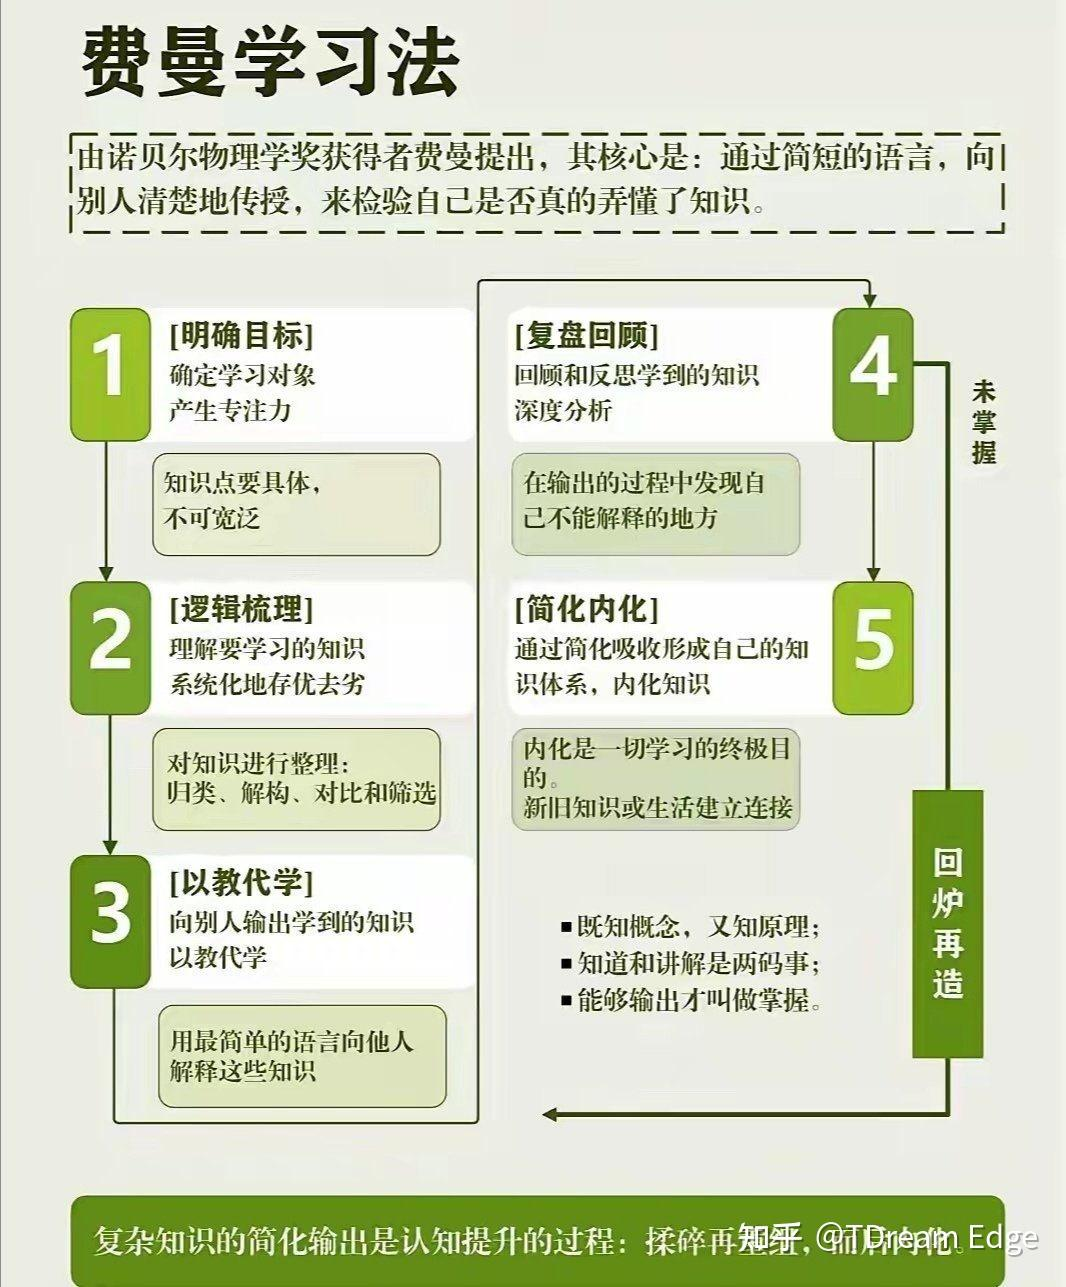 费曼学习法
由诺贝尔物理学奖获得者费曼提出，其核心是：通过简短的语言，向
别人清楚地传授，来检验自己是否真的弄懂了知识。
1
[明确目标]
确定学习对象
产生专注力
知识点要具体，
不可宽泛
2
[逻辑梳理]
理解要学习的知识
系统化地存优去劣
对知识进行整理：
归类、解构、对比和筛选
3
[以教代学]
向别人输出学到的知识
以教代学
用最简单的语言向他人
解释这些知识
4
[复盘回顾]
回顾和反思学到的知识
深度分析
在输出的过程中发现自
己不能解释的地方
未掌握
5
[简化内化]
通过简化吸收形成自己的知
识体系，内化知识
内化是一切学习的终极目
的。
新旧知识或生活建立连接
回炉再造
■既知概念，又知原理；
■知道和讲解是两码事；
■能够输出才叫做掌握。
复杂知识的简化输出是认知提升的过程：揉碎再
知乎 @TDream Edge